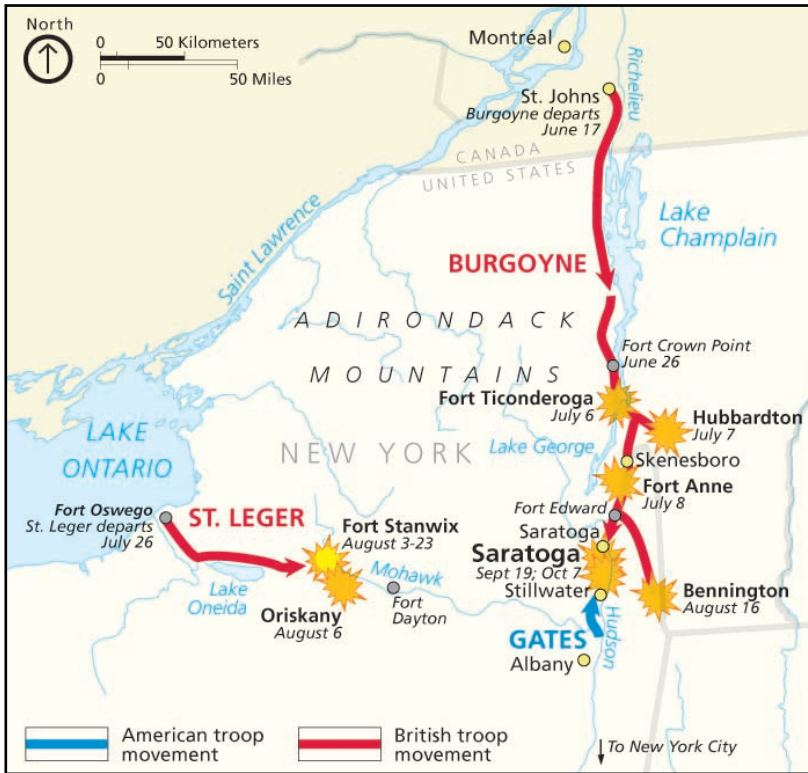 North
0 50 Kilometers
0 50 Miles
Montréal
Richelieu
St. Johns
Burgoyne departs
June 17
CANADA
UNITED STATES
Saint Lawrence
Lake
Champlain
BURGOYNE
ADIRONDACK
MOUNTAINS
Fort Crown Point
June 26
Fort Ticonderoga
July 6
Hubbardton
July 7
LAKE
ONTARIO
NEW YORK
Lake George
Skenesboro
Fort Anne
July 8
Fort Oswego
St. Leger departs
July 26
ST. LEGER
Fort Stanwix
August 3-23
Fort Edward
Saratoga
Saratoga
Sept 19; Oct 7
Stillwater
Mohawk
Lake
Oneida
Oriskany
August 6
Fort
Dayton
Bennington
August 16
GATES
Hudson
Albany
American troop
movement
British troop
movement
To New York City